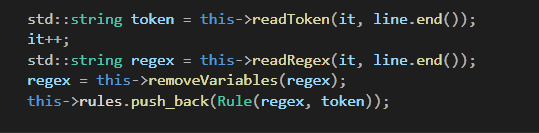 std::string token = this->readToken(it, line.end());
it++;
std::string regex = this->readRegex(it, line.end());
regex = this->removeVariables(regex);
this->rules.push_back(Rule(regex, token));